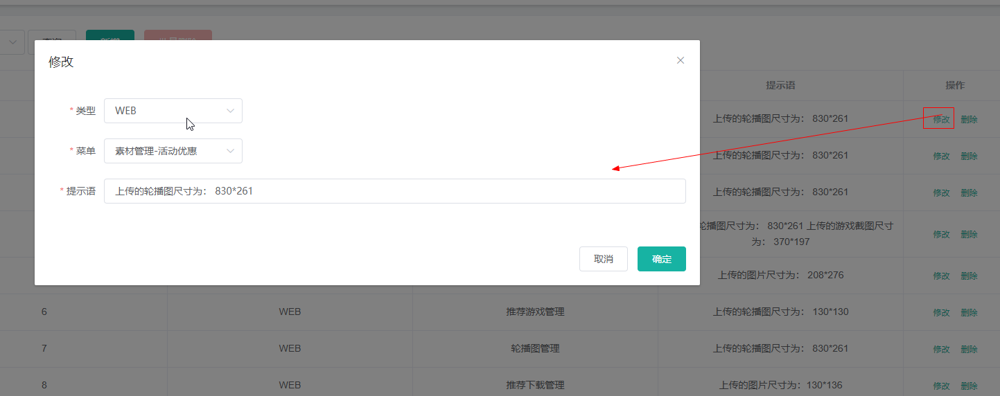 查询 新增 批量删除
修改
提示语 操作
* 类型 WEB
上传的轮播图尺寸为： 830*261 修改 删除
* 菜单 素材管理-活动优惠
上传的轮播图尺寸为： 830*261 修改 删除
* 提示语 上传的轮播图尺寸为： 830*261
上传的轮播图尺寸为： 830*261 修改 删除
轮播图尺寸为： 830*261 上传的游戏截图尺寸
为： 370*197 修改 删除
取消 确定
上传的图片尺寸为： 208*276 修改 删除
6 WEB 推荐游戏管理 上传的轮播图尺寸为： 130*130 修改 删除
7 WEB 轮播图管理 上传的轮播图尺寸为： 830*261 修改 删除
8 WEB 推荐下载管理 上传的图片尺寸为：130*136 修改 删除